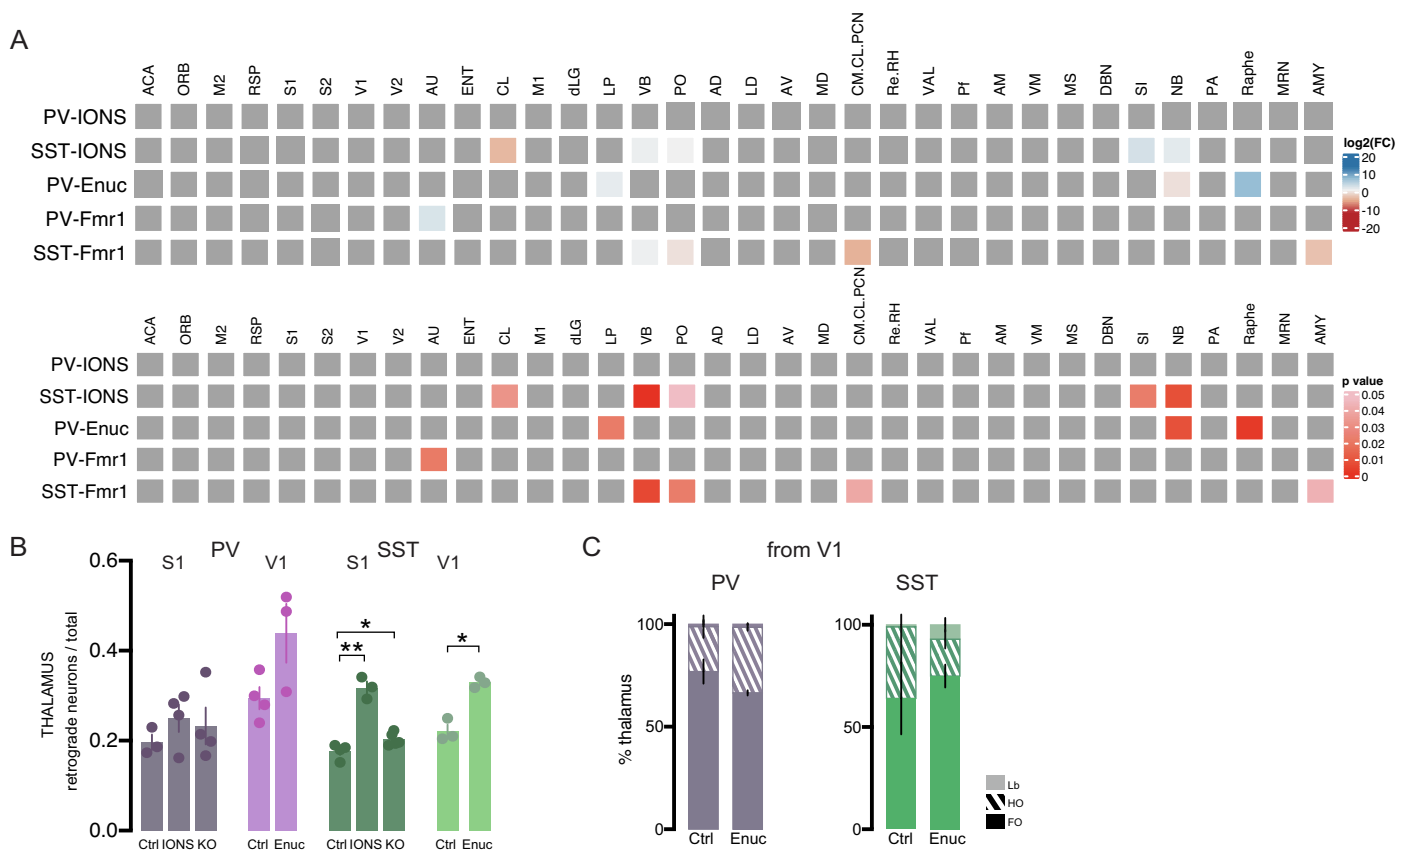 A
ACA ORB M2 RSP S1 S2 V1 V2 AU ENT CL M1 dLG LP VB PO AD LD AV MD CM.CL.PCN Re.RH VAL Pf AM VM MS DBN SI NB PA Raphe MRN AMY
PV-IONS
SST-IONS
PV-Enuc
PV-Fmr1
SST-Fmr1
log2(FC)
20
10
0
-10
-20
ACA ORB M2 RSP S1 S2 V1 V2 AU ENT CL M1 dLG LP VB PO AD LD AV MD CM.CL.PCN Re.RH VAL Pf AM VM MS DBN SI NB PA Raphe MRN AMY
PV-IONS
SST-IONS
PV-Enuc
PV-Fmr1
SST-Fmr1
p value
0.05
0.04
0.03
0.02
0.01
0
B
PV SST
S1 V1 S1 V1
THALAMUS
retrograde neurons / total
0.6
0.4
0.2
0.0
* ** *
Ctrl IONS KO Ctrl Enuc Ctrl IONS KO Ctrl Enuc
C
from V1
PV SST
% thalamus
100
50
0
Ctrl Enuc
100
50
0
Ctrl Enuc
Lb
HO
FO